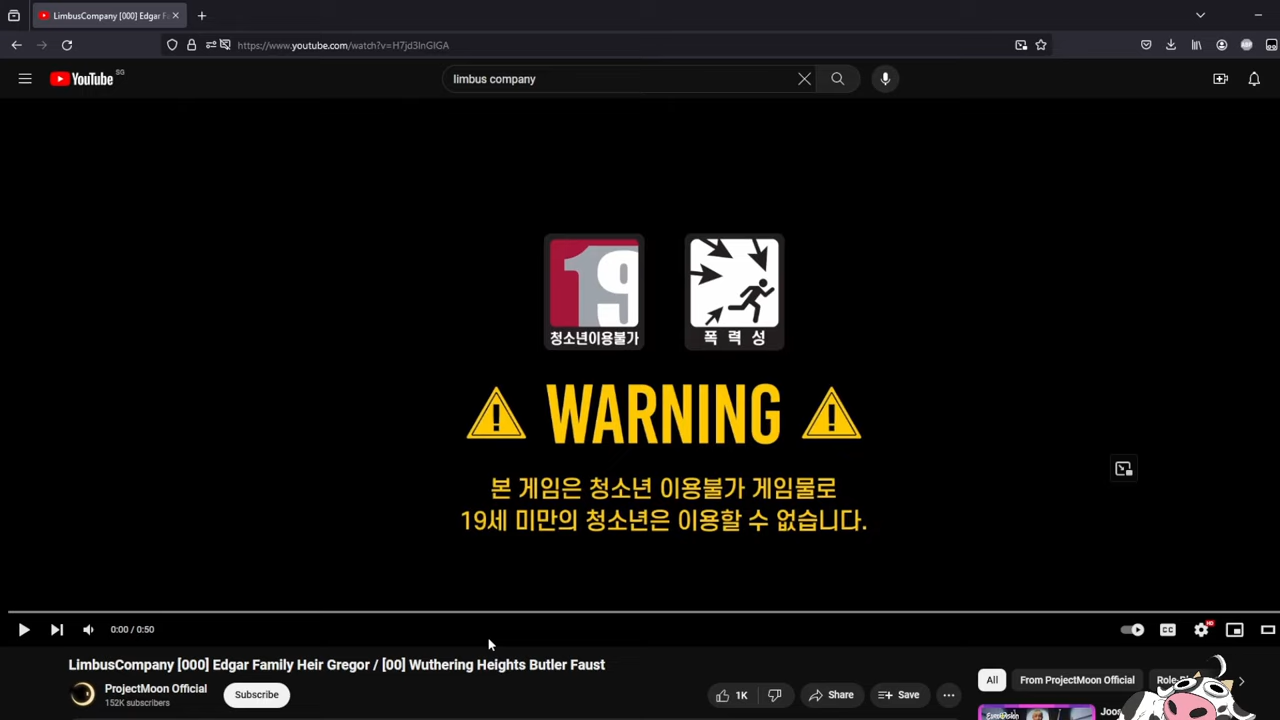 LimbusCompany [000] Edgar F
https://www.youtube.com/watch?v=H7jd3InGIGA
YouTube SG
limbus company
19
청소년이용불가
폭력성
WARNING
본 게임은 청소년 이용불가 게임물로
19세 미만의 청소년은 이용할 수 없습니다.
0:00 / 0:50
CC
HD
LimbusCompany [000] Edgar Family Heir Gregor / [00] Wuthering Heights Butler Faust
ProjectMoon Official
152K subscribers
Subscribe
1K
Share
Save
All
From ProjectMoon Official